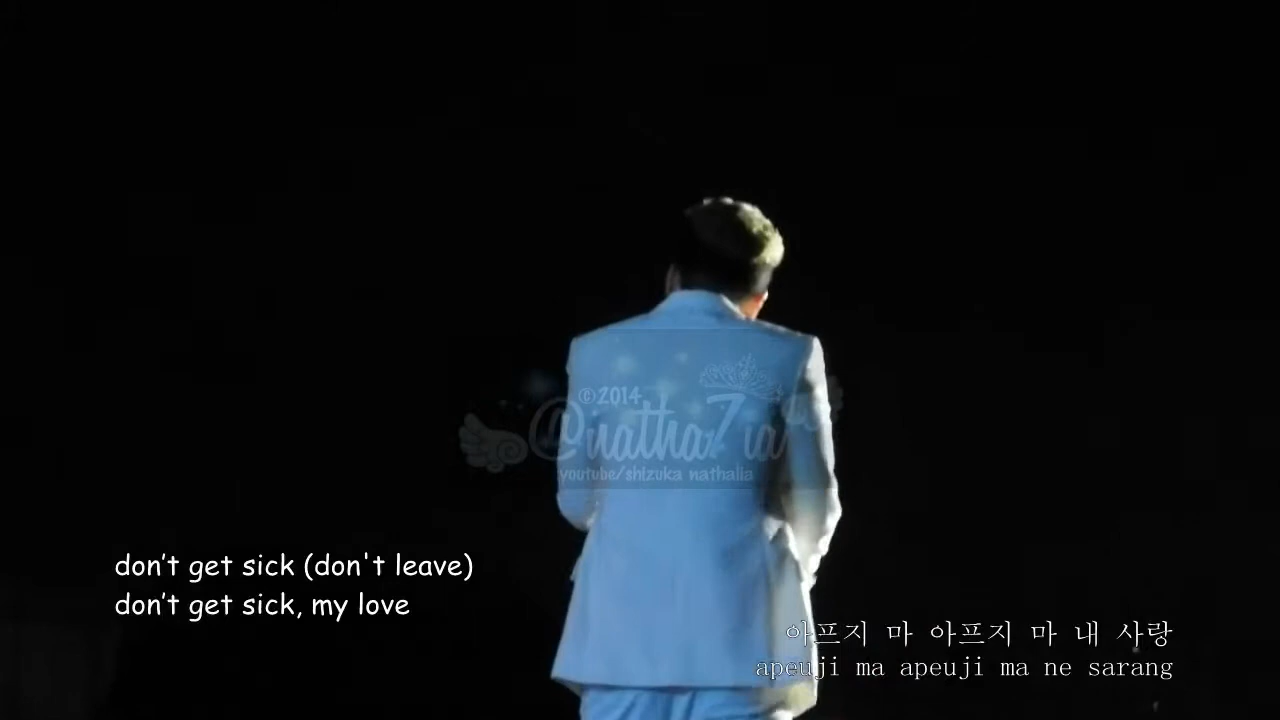 ©2014
@natha7ia
youtube/shizuka nathalia
don’t get sick (don't leave)
don’t get sick, my love
아프지 마 아프지 마 내 사랑
apeuji ma apeuji ma ne sarang